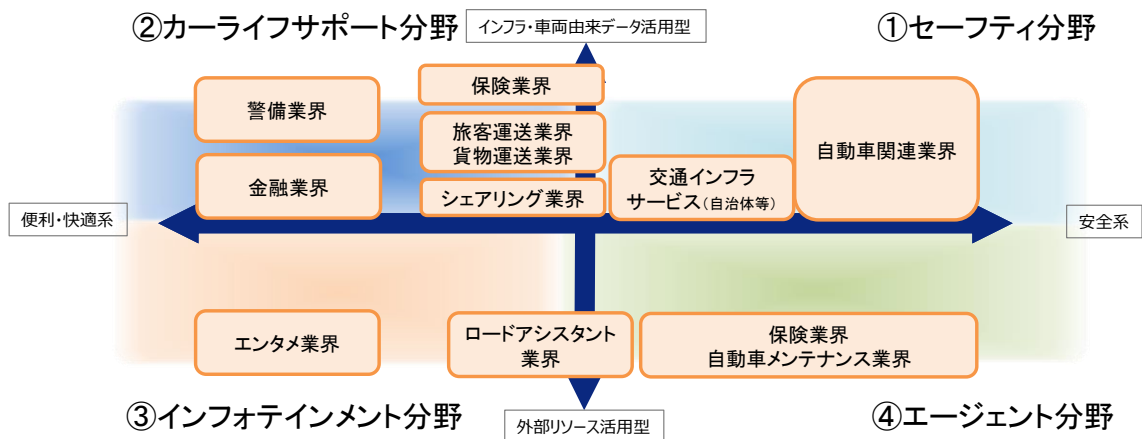 ②カーライフサポート分野
インフラ・車両由来データ活用型
①セーフティ分野
警備業界
保険業界
旅客運送業界
貨物運送業界
自動車関連業界
金融業界
シェアリング業界
交通インフラ
サービス(自治体等)
便利・快適系
安全系
エンタメ業界
ロードアシスタント
業界
保険業界
自動車メンテナンス業界
③インフォテインメント分野
外部リソース活用型
④エージェント分野